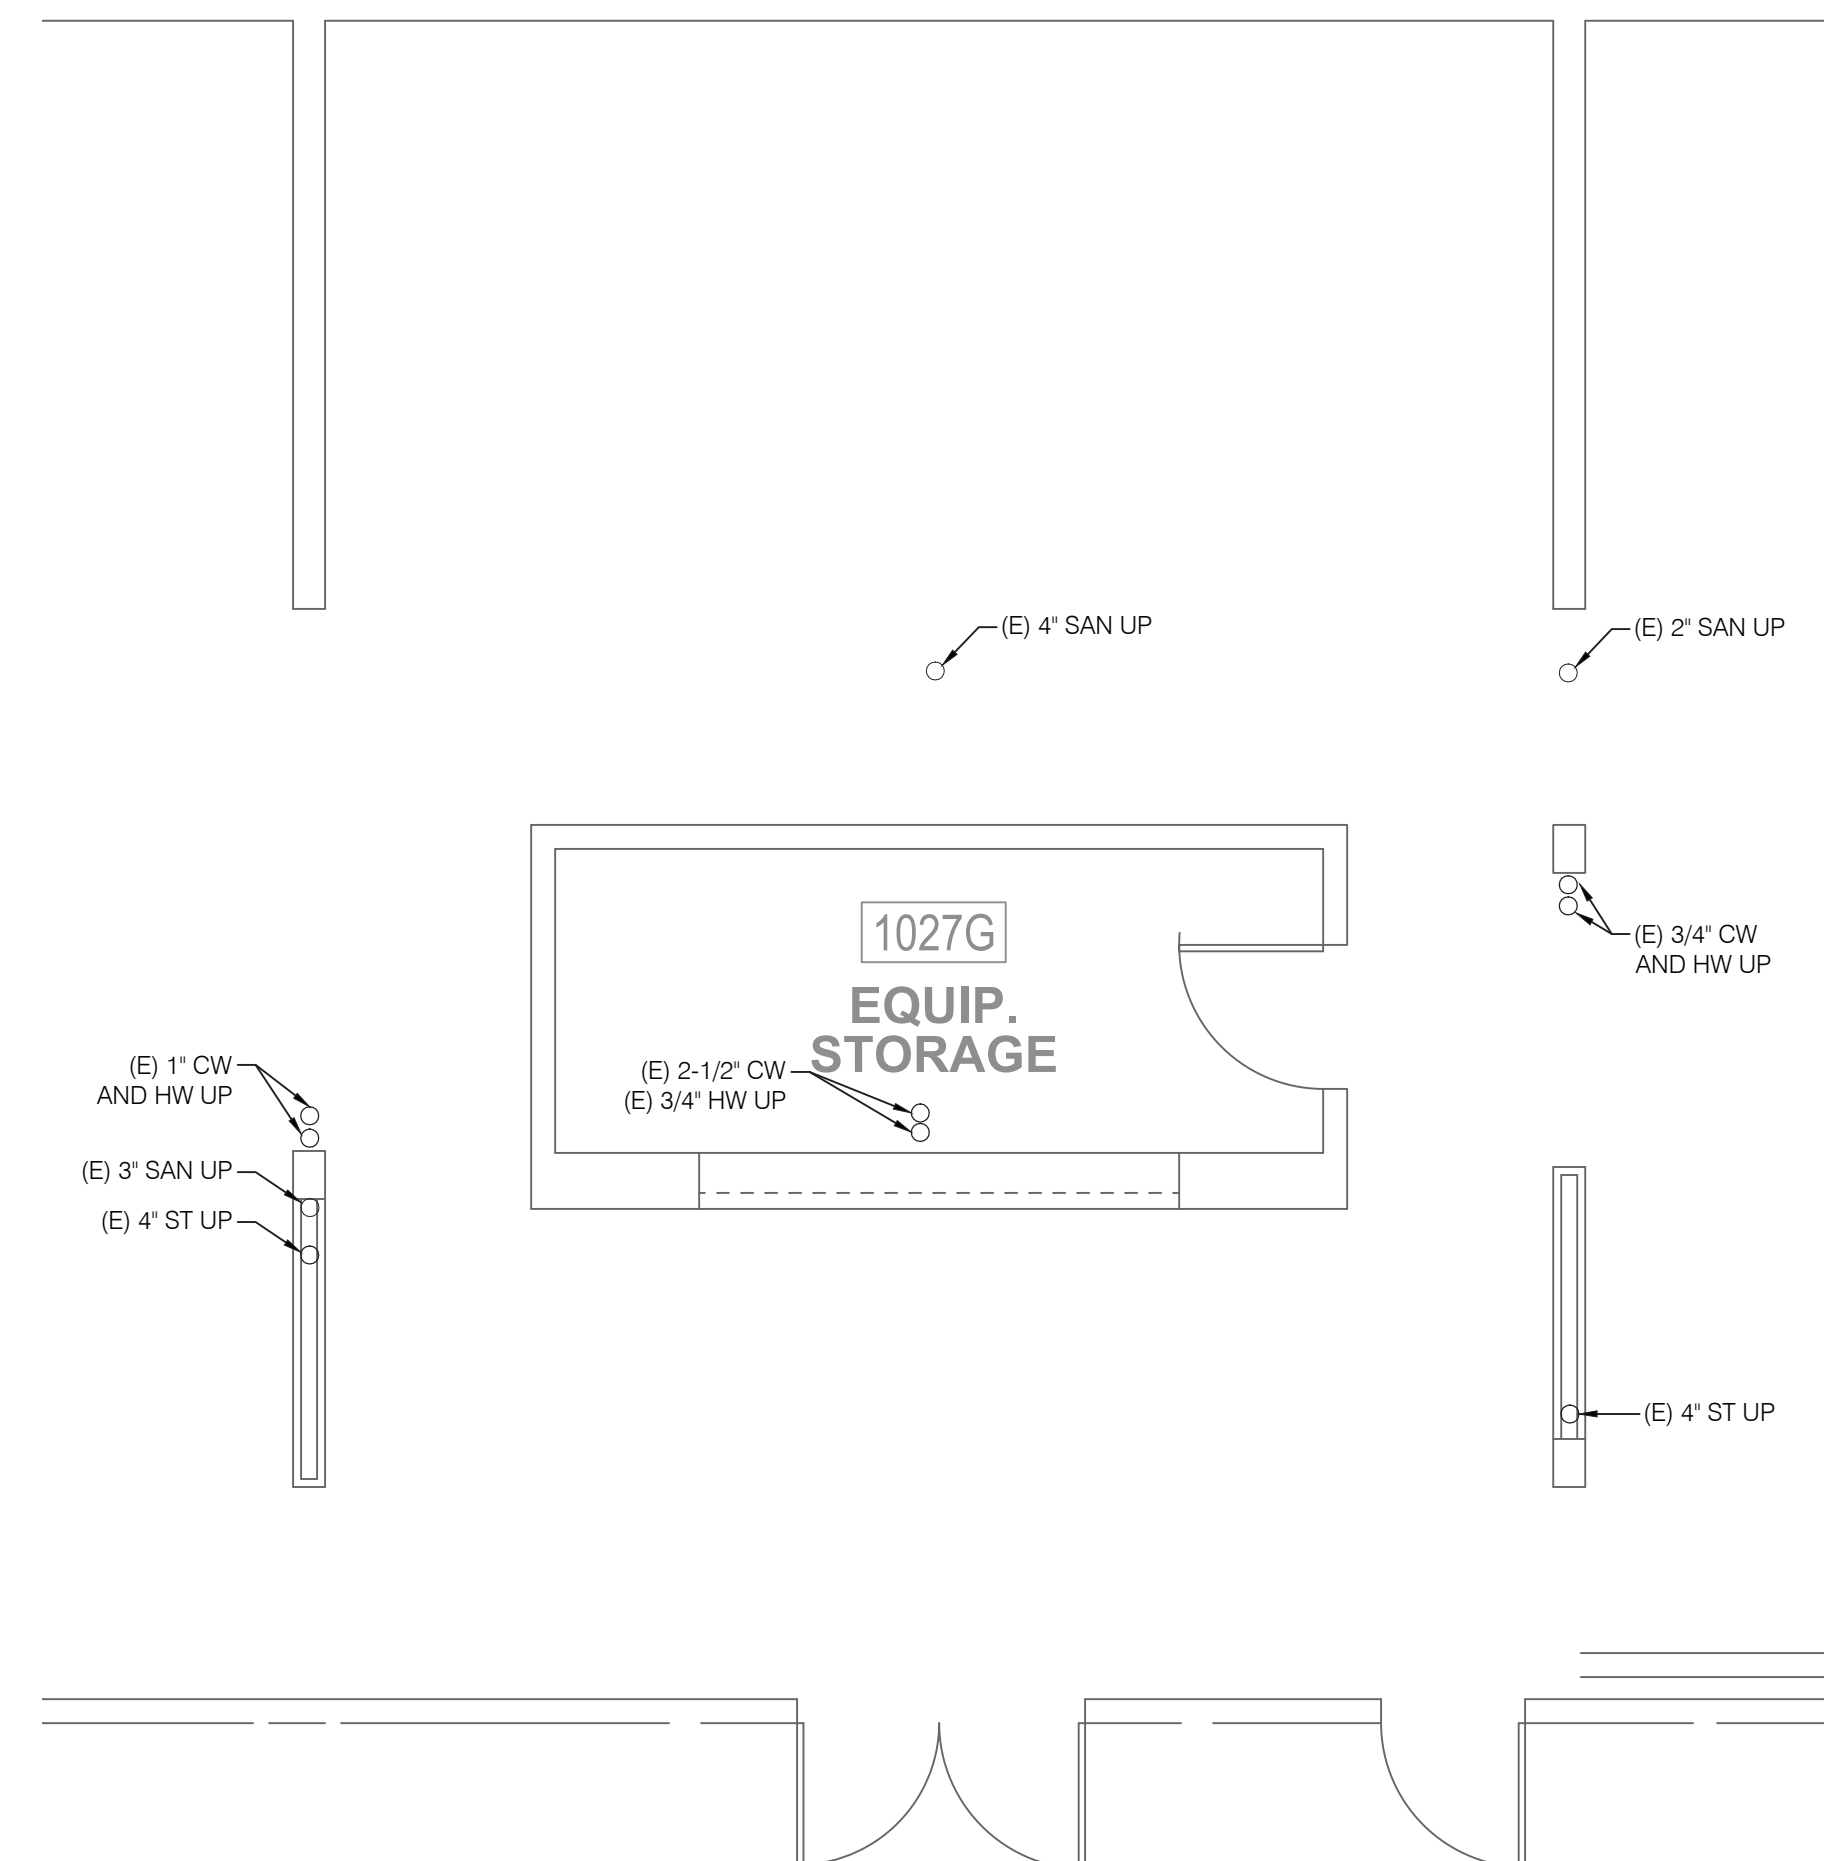 (E) 4" SAN UP
(E) 2" SAN UP
1027G
EQUIP.
STORAGE
(E) 3/4" CW
AND HW UP
(E) 1" CW
AND HW UP
(E) 2-1/2" CW
(E) 3/4" HW UP
(E) 3" SAN UP
(E) 4" ST UP
(E) 4" ST UP